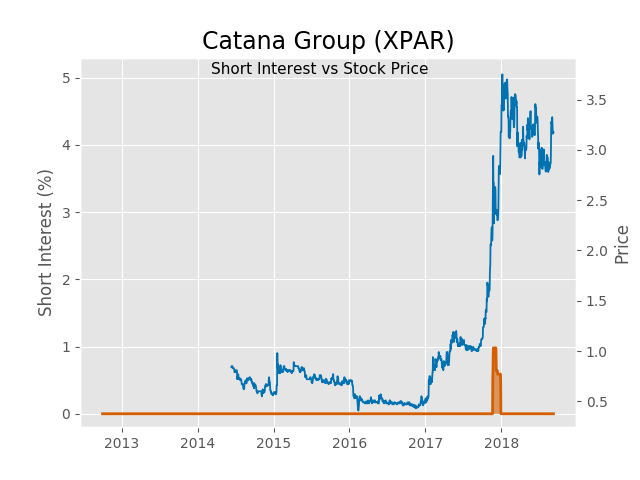 Catana Group (XPAR)
Short Interest vs Stock Price
Short Interest (%)
5
4
3
2
1
0
3.5
3.0
2.5
2.0
1.5
1.0
0.5
Price
2013 2014 2015 2016 2017 2018